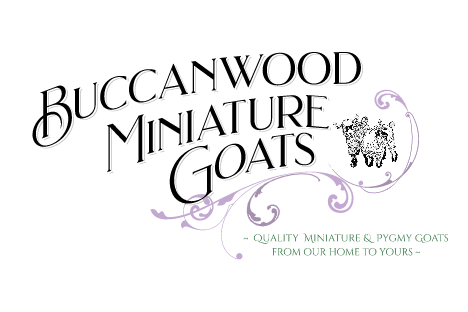 Buccanwood
Miniature
Goats
~ Quality Miniature & Pygmy Goats
from our home to yours ~